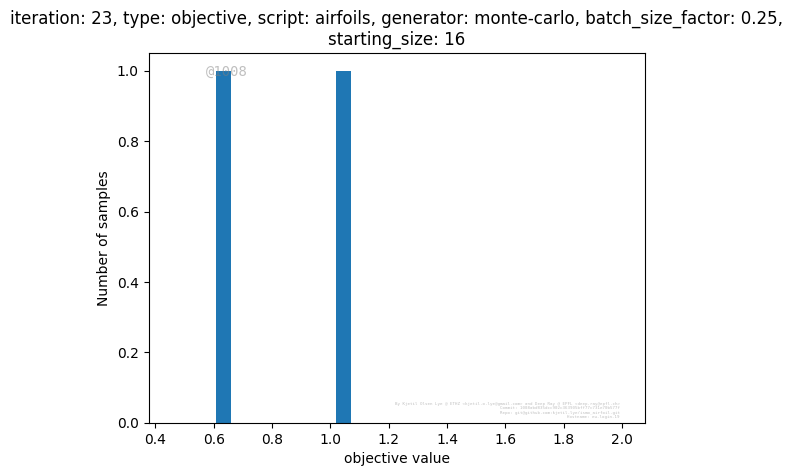 iteration: 23, type: objective, script: airfoils, generator: monte-carlo, batch_size_factor: 0.25,
starting_size: 16
@1008
1.0
0.8
0.6
0.4
0.2
0.0
Number of samples
0.4 0.6 0.8 1.0 1.2 1.4 1.6 1.8 2.0
objective value